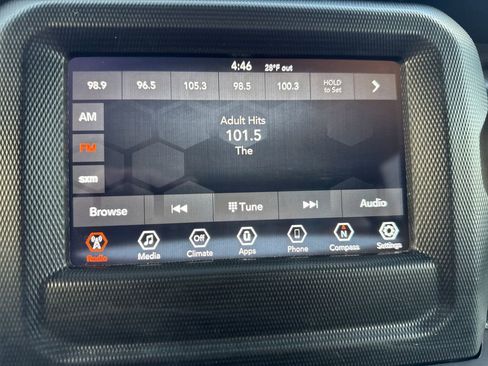 4:46 28°F out
98.9 96.5 105.3 98.5 100.3 HOLD to Set
AM
FM
sxm
Adult Hits
101.5
The
Browse Tune Audio
Off N
Radio Media Climate Apps Phone Compass Settings